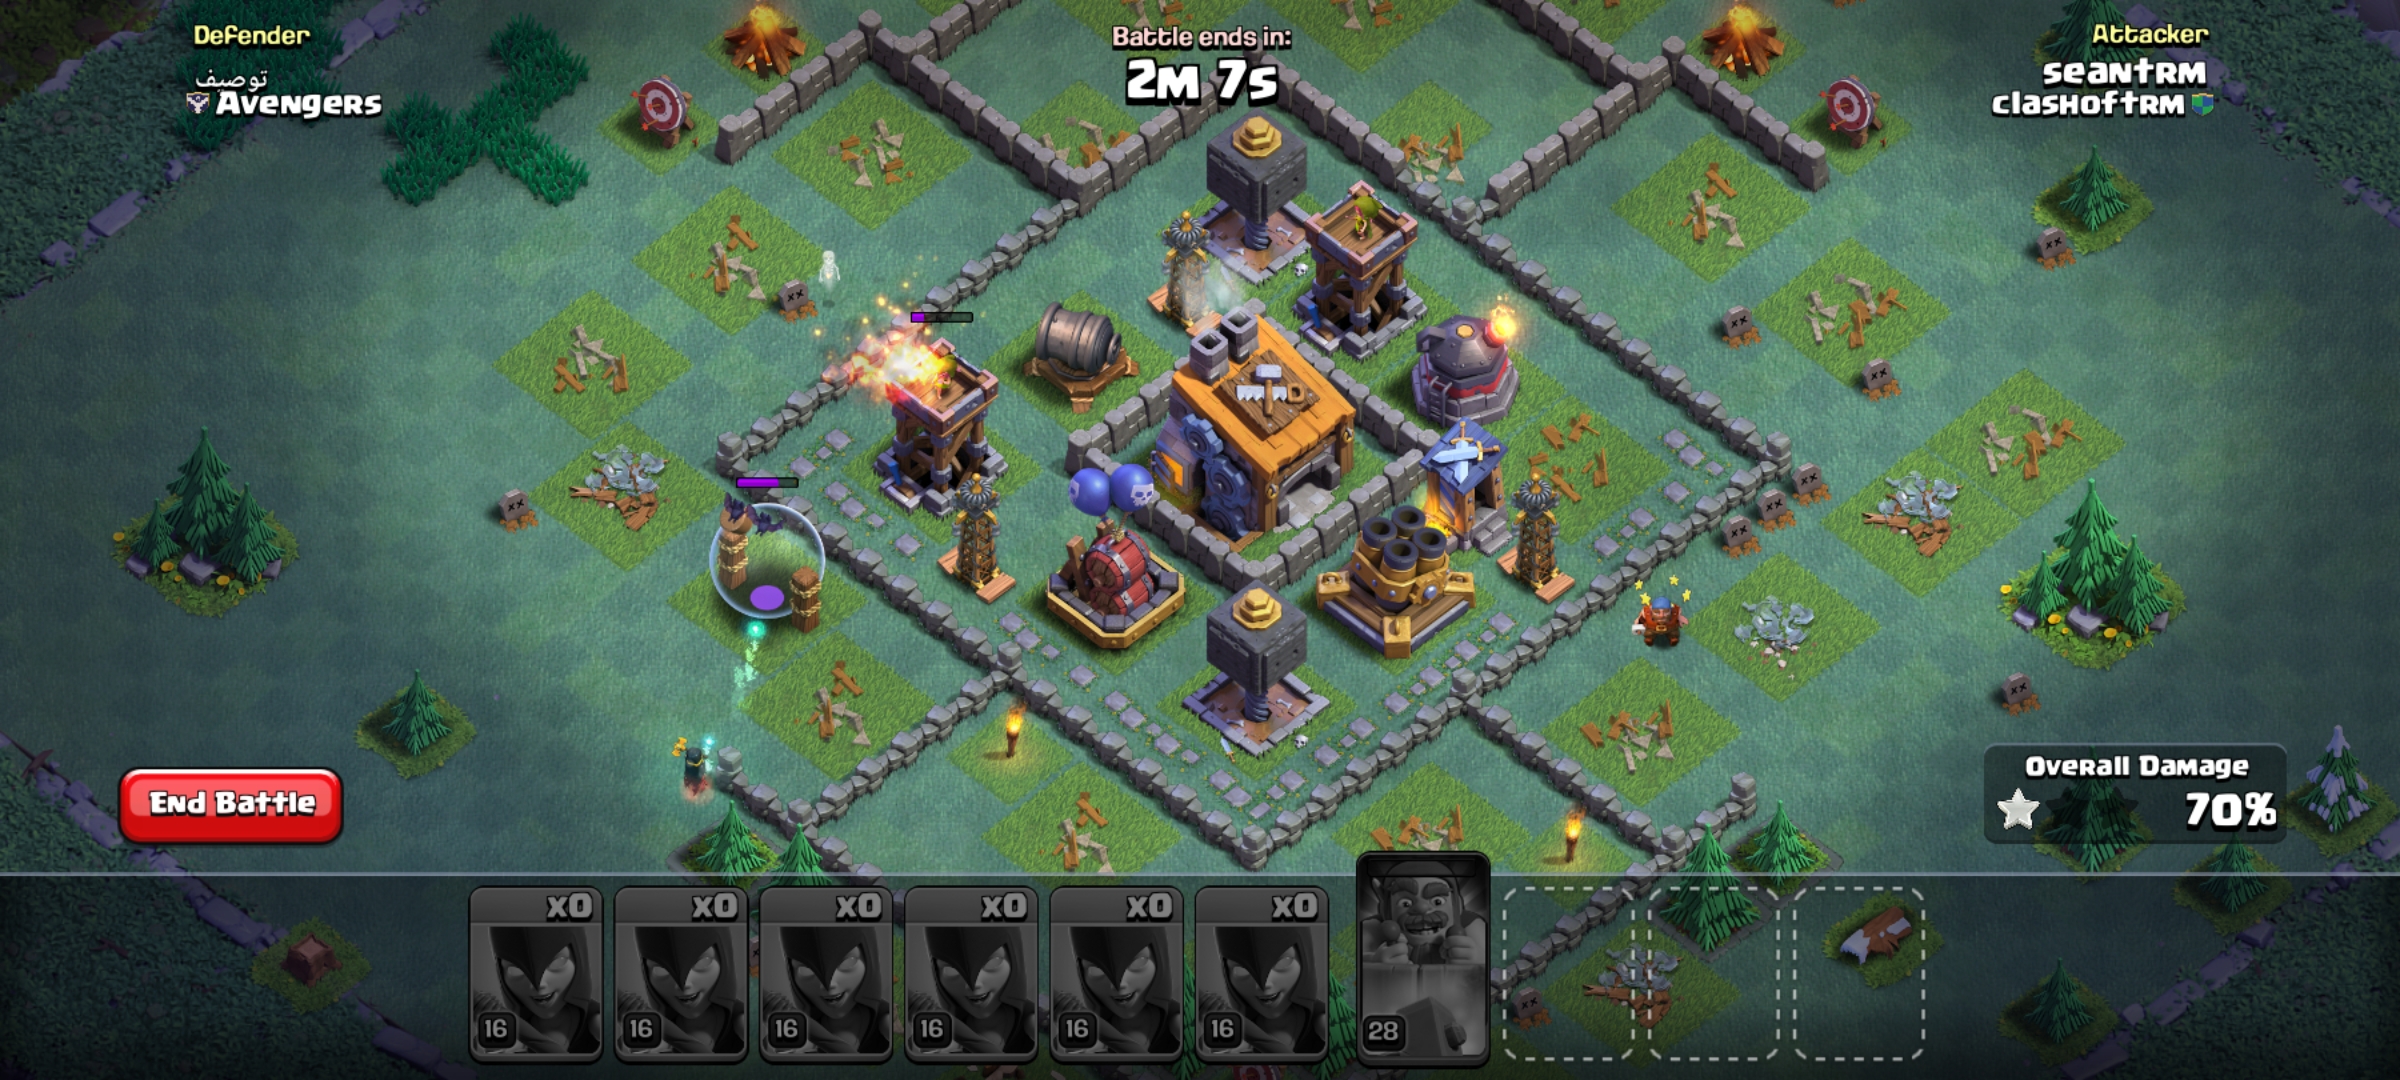 Defender
توصيف
Avengers
Battle ends in:
2M 7s
Attacker
seantRM
clashoftRM
End Battle
Overall Damage
70%
x0 x0 x0 x0 x0 x0
16 16 16 16 16 16 28